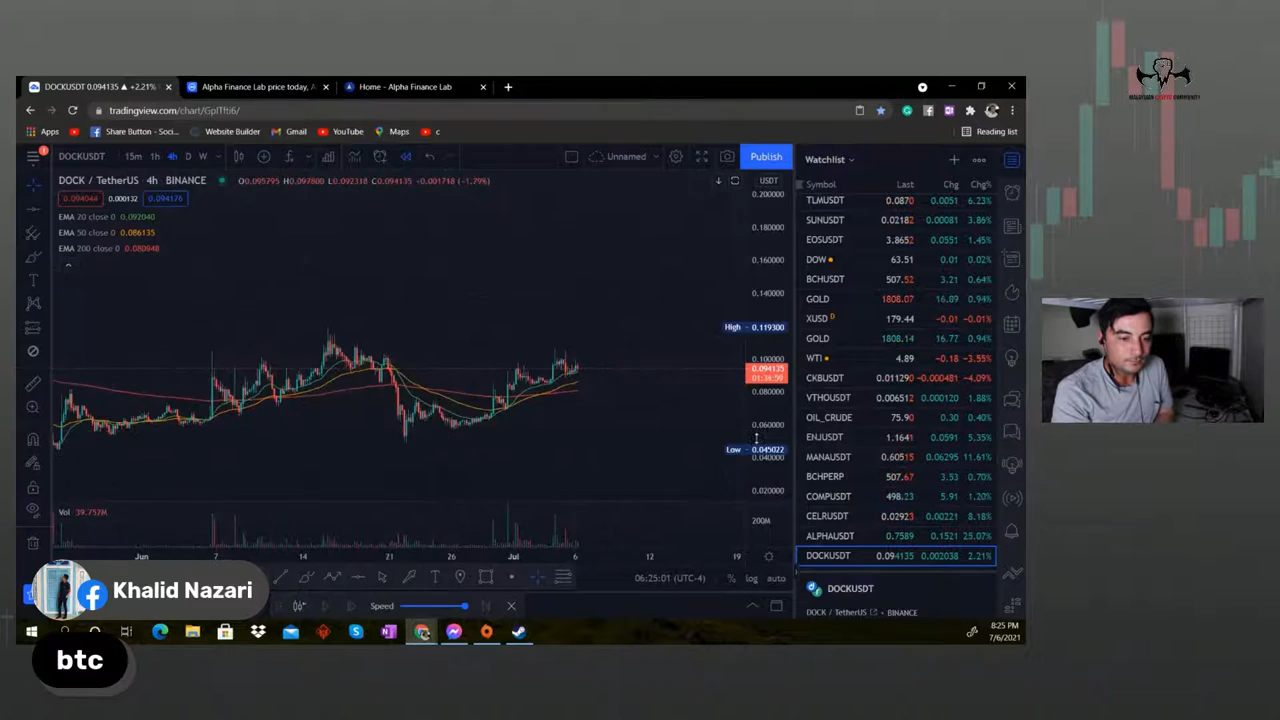 DOCKUSDT 0.094135 ▲ +2.21%
Alpha Finance Lab price today, A
Home - Alpha Finance Lab
tradingview.com/chart/GpITfti6/
Apps
Share Button - Soci...
Website Builder
Gmail
YouTube
Maps
c
Reading list
DOCKUSDT 15m 1h 4h D W
Unnamed
Publish
DOCK / TetherUS 4h BINANCE O0.095795 H0.097800 L0.092318 C0.094135 -0.001718 (-1.79%)
0.094044 0.000132 0.094176
EMA 20 close 0 0.092040
EMA 50 close 0 0.086135
EMA 200 close 0 0.080948
USDT
0.200000
0.180000
0.160000
0.140000
High 0.119300
0.100000
0.094135
01:34:59
0.080000
0.060000
Low 0.045022
0.040000
0.020000
Vol 39.757M
200M
Jun 7 14 21 26 Jul 6 12 19
06:25:01 (UTC-4) % log auto
Speed
Watchlist
Symbol Last Chg Chg%
TLMUSDT 0.0870 0.0051 6.23%
SUNUSDT 0.02182 0.00081 3.86%
EOSUSDT 3.8652 0.0551 1.45%
DOW 63.51 0.01 0.02%
BCHUSDT 507.52 3.21 0.64%
GOLD 1808.07 16.89 0.94%
XUSD D 179.44 -0.01 -0.01%
GOLD 1808.14 16.92 0.94%
WTI 4.89 -0.18 -3.55%
CKBUSDT 0.011290 -0.000481 -4.09%
VTHOUSDT 0.006512 0.000120 1.88%
OIL_CRUDE 75.90 0.30 0.40%
ENJUSDT 1.1641 0.0591 5.35%
MANAUSDT 0.60515 0.06295 11.61%
BCHPERP 507.67 3.53 0.70%
COMPUSDT 498.23 5.91 1.20%
CELRUSDT 0.02923 0.00221 8.18%
ALPHAUSDT 0.7589 0.1521 25.07%
DOCKUSDT 0.094135 0.002038 2.21%
DOCKUSDT
DOCK / TetherUS BINANCE
8:25 PM
7/6/2021
Khalid Nazari
btc